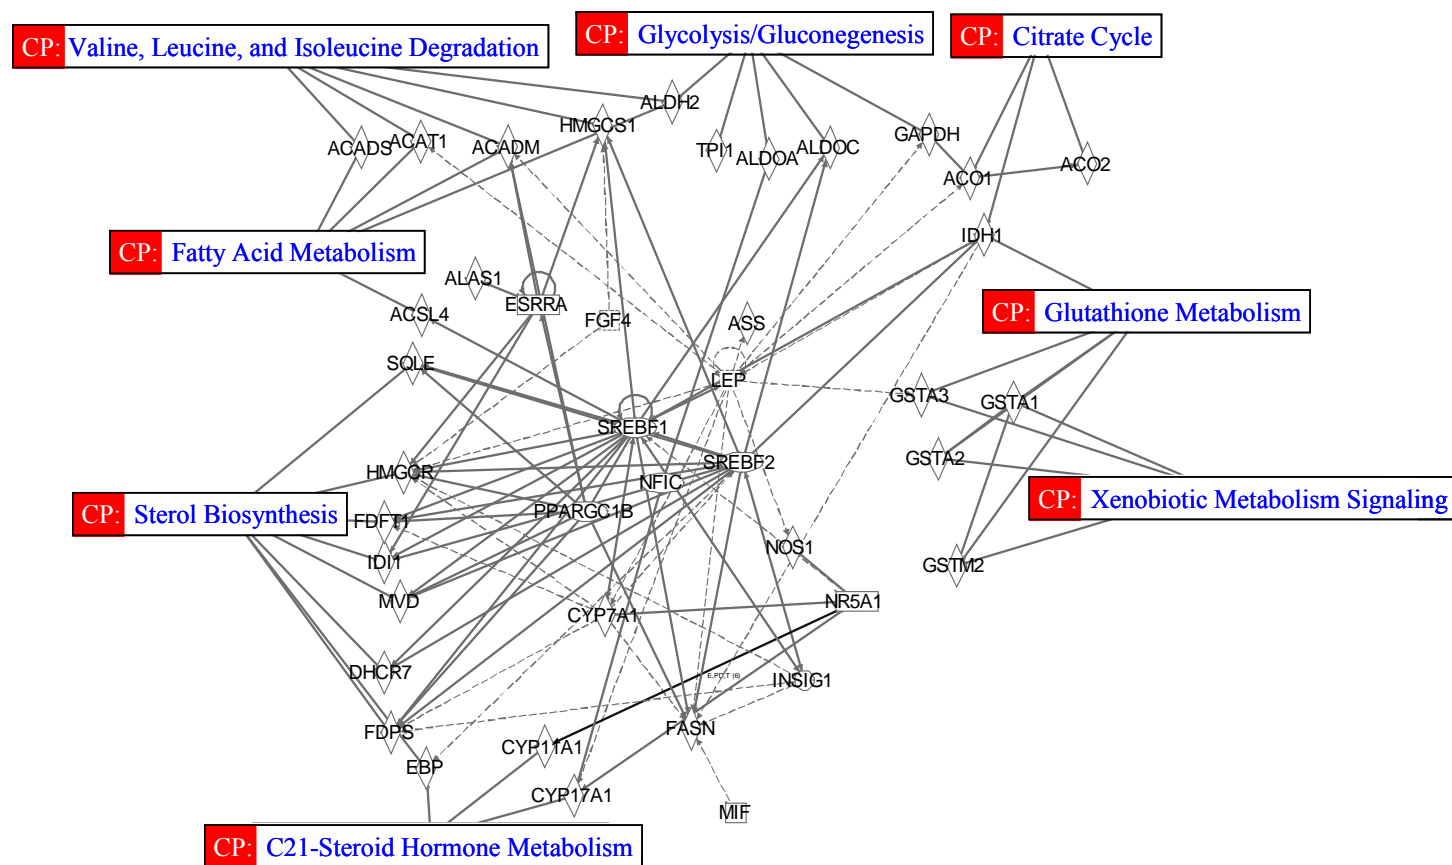 CP: Valine, Leucine, and Isoleucine Degradation
CP: Glycolysis/Gluconegenesis
CP: Citrate Cycle
ALDH2
HMGCS1
ACADS
ACAT1
ACADM
TPI1
ALDOA
ALDOC
GAPDH
ACO1
ACO2
CP: Fatty Acid Metabolism
IDH1
ALAS1
ESRRA
ACSL4
FGF4
ASS
CP: Glutathione Metabolism
SQLE
LEP
GSTA3
GSTA1
SREBF1
HMGCR
SREBF2
NFIC
GSTA2
CP: Sterol Biosynthesis
FDFT1
PPARGC1B
CP: Xenobiotic Metabolism Signaling
IDI1
NOS1
GSTM2
MVD
CYP7A1
NR5A1
DHCR7
E,PD,T (6)
INSIG1
FDPS
FASN
CYP11A1
EBP
CYP17A1
MIF
CP: C21-Steroid Hormone Metabolism